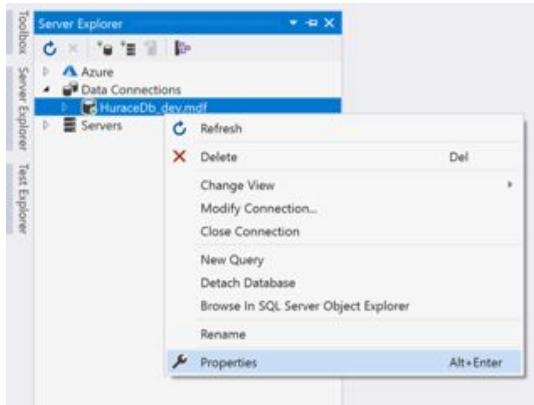 Toolbox
Server Explorer
Test Explorer
Server Explorer
Azure
Data Connections
HuraceDb_dev.mdf
Servers
Refresh
Delete Del
Change View
Modify Connection...
Close Connection
New Query
Detach Database
Browse In SQL Server Object Explorer
Rename
Properties Alt+Enter